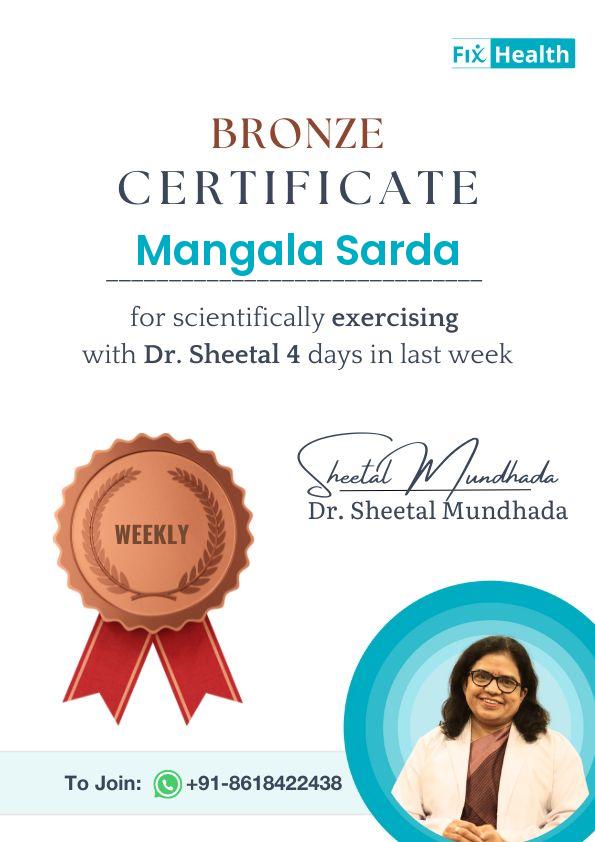 Fix Health
BRONZE
CERTIFICATE
Mangala Sarda
for scientifically exercising
with Dr. Sheetal 4 days in last week
WEEKLY
Sheetal Mundhada
Dr. Sheetal Mundhada
To Join: +91-8618422438